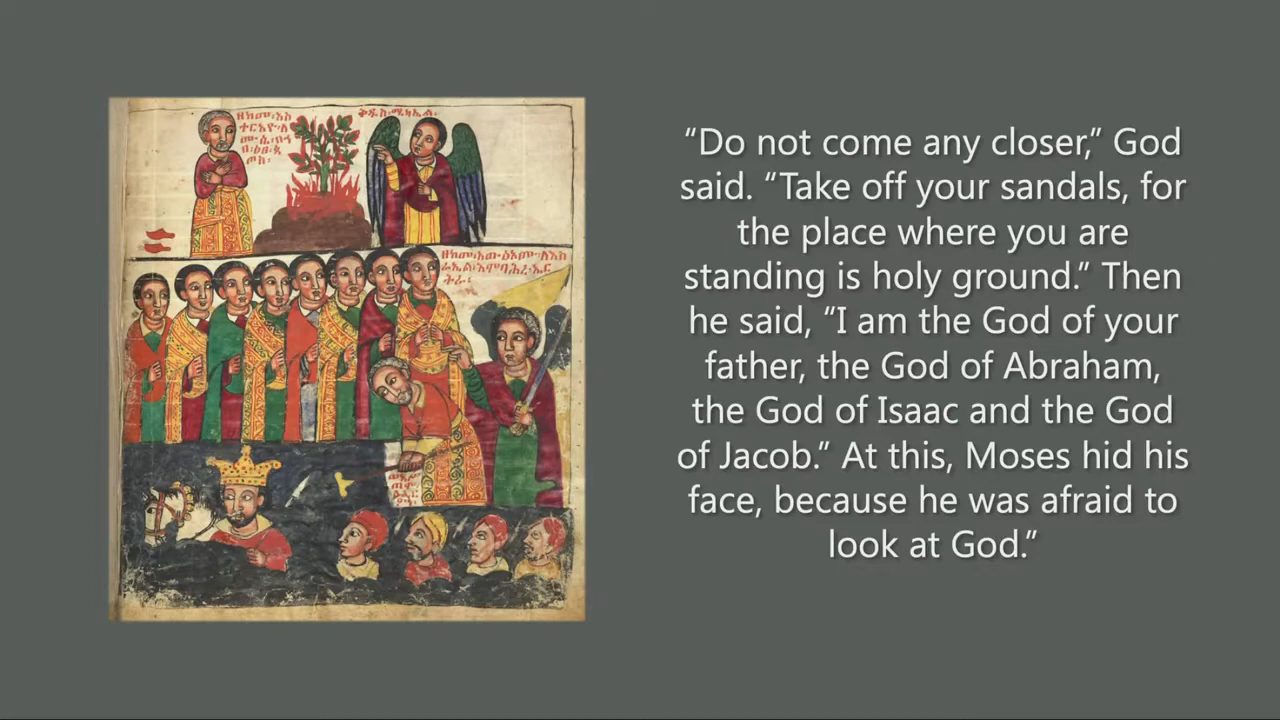 ቅዱስ ሚካኤል
“Do not come any closer,” God
said. “Take off your sandals, for
the place where you are
standing is holy ground.” Then
he said, “I am the God of your
father, the God of Abraham,
the God of Isaac and the God
of Jacob.” At this, Moses hid his
face, because he was afraid to
look at God.”